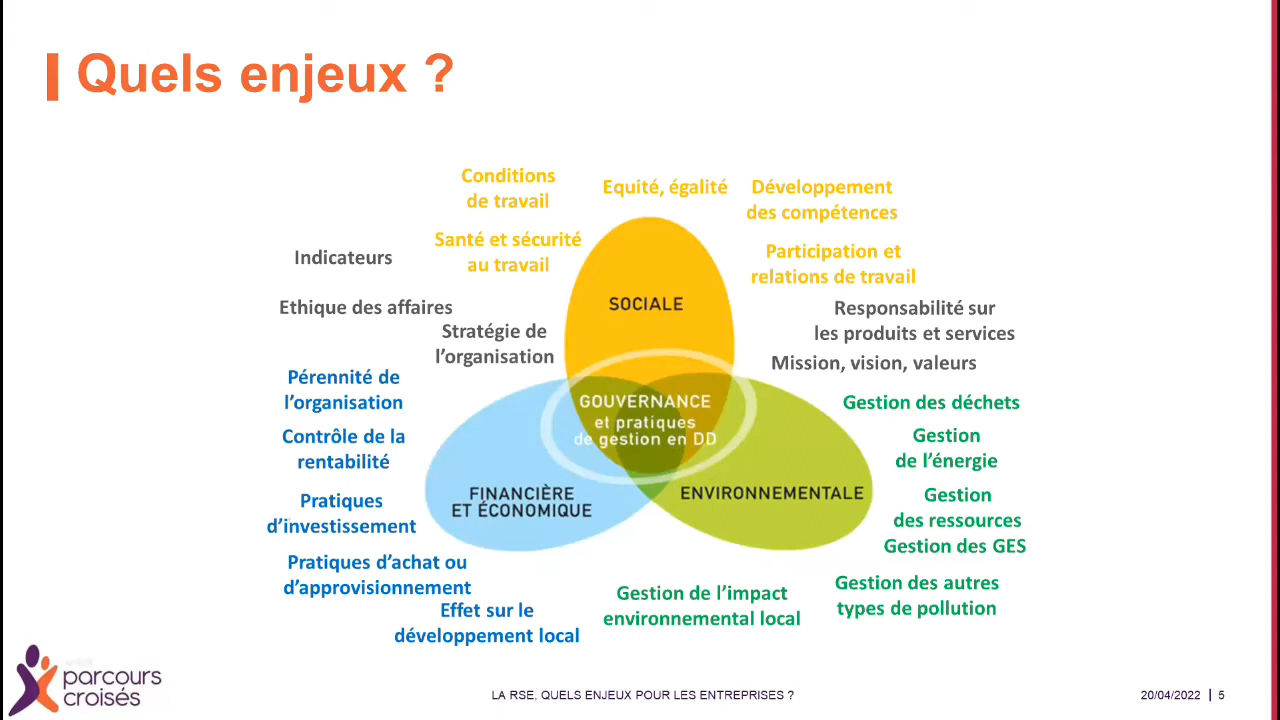 Quels enjeux ?
Conditions
de travail
Equité, égalité
Développement
des compétences
Santé et sécurité
au travail
Participation et
relations de travail
Indicateurs
Ethique des affaires
Stratégie de
l'organisation
SOCIALE
Responsabilité sur
les produits et services
Mission, vision, valeurs
Pérennité de
l'organisation
Contrôle de la
rentabilité
Pratiques
d'investissement
Pratiques d'achat ou
d'approvisionnement
Effet sur le
développement local
GOUVERNANCE
et pratiques
de gestion en DD
FINANCIÈRE
ET ÉCONOMIQUE
ENVIRONNEMENTALE
Gestion des déchets
Gestion
de l'énergie
Gestion
des ressources
Gestion des GES
Gestion des autres
types de pollution
Gestion de l'impact
environnemental local
parcours
croisés
LA RSE, QUELS ENJEUX POUR LES ENTREPRISES ?
20/04/2022 | 5